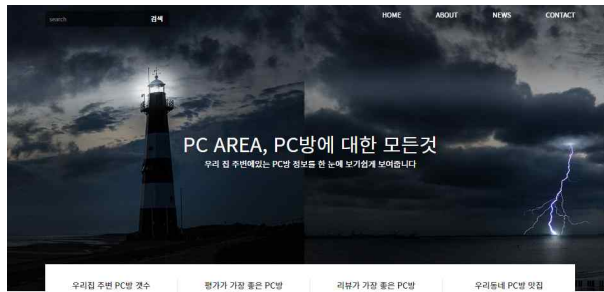 search 검색 HOME ABOUT NEWS CONTACT
PC AREA, PC방에 대한 모든것
우리 집 주변에있는 PC방 정보를 한 눈에 보기쉽게 보여줍니다
우리집 주변 PC방 갯수 평가가 가장 좋은 PC방 리뷰가 가장 좋은 PC방 우리동네 PC방 맛집